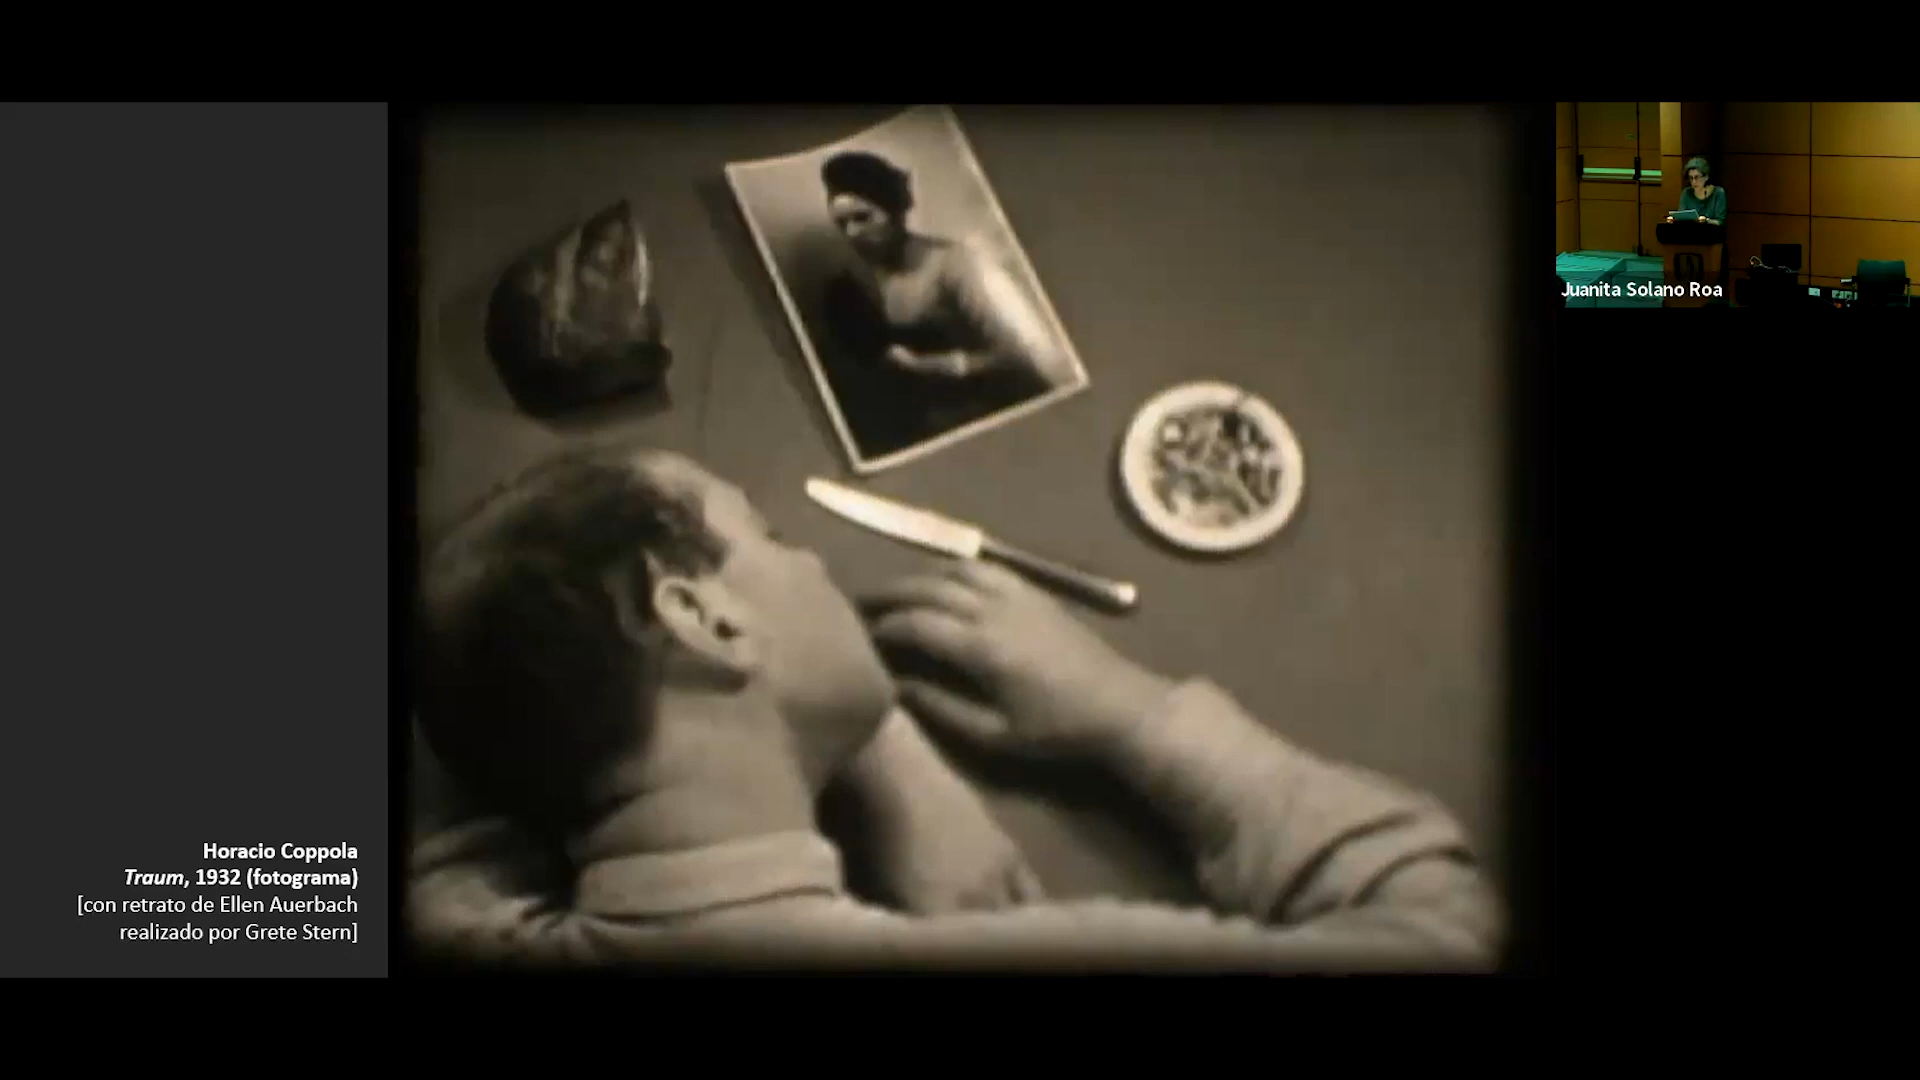 Juanita Solano Roa
Horacio Coppola
Traum, 1932 (fotograma)
[con retrato de Ellen Auerbach
realizado por Grete Stern]